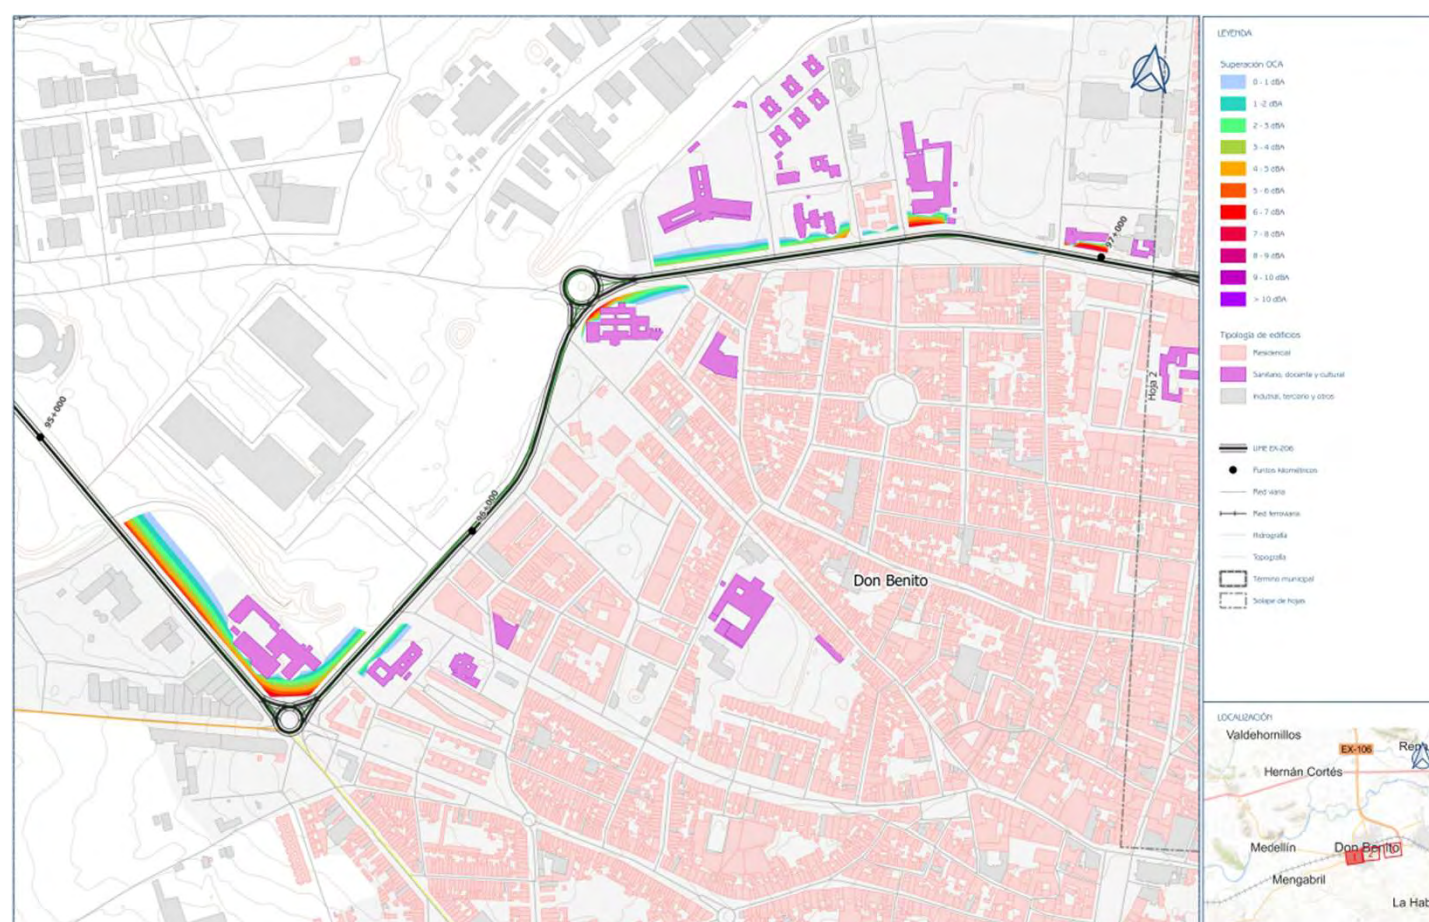 95+000
96+000
97+000
Hoja 2
Don Benito
LEYENDA
Superación OCA
0 - 1 dBA
1 -2 dBA
2 - 3 dBA
3 - 4 dBA
4 - 5 dBA
5 - 6 dBA
6 - 7 dBA
7 - 8 dBA
8 - 9 dBA
9 - 10 dBA
> 10 dBA
Tipología de edificios
Residencial
Sanitario, docente y cultural
Indutrial, terciario y otros
UME EX-206
Puntos kilométricos
Red viaria
Red ferroviaria
Hidrografía
Topografía
Término municipal
Solape de hojas
LOCALIZACIÓN
Valdehornillos
EX-106
Hernán Cortés
Medellín
Don Benito
1
2
Mengabril
La Hab